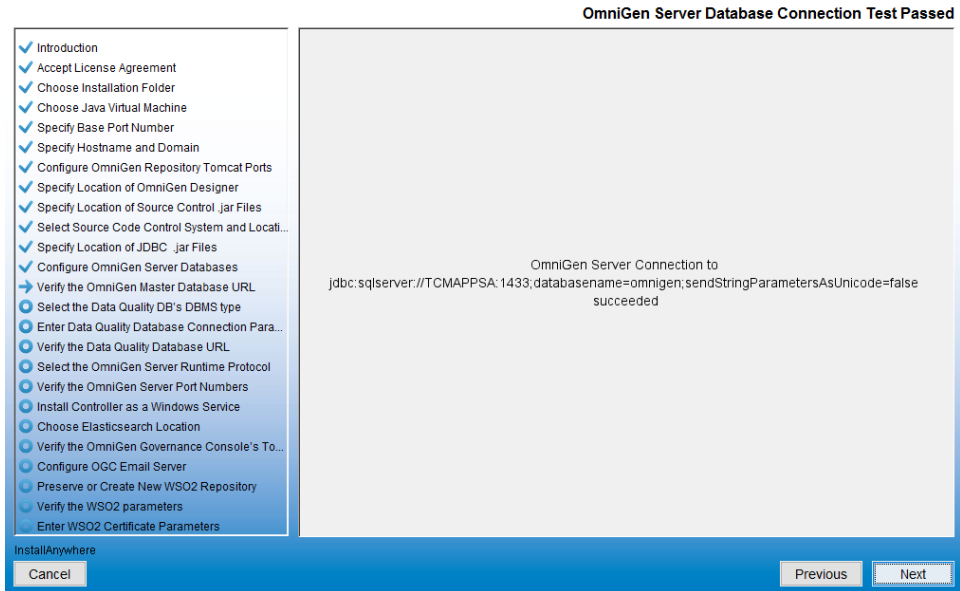 OmniGen Server Database Connection Test Passed
Introduction
Accept License Agreement
Choose Installation Folder
Choose Java Virtual Machine
Specify Base Port Number
Specify Hostname and Domain
Configure OmniGen Repository Tomcat Ports
Specify Location of OmniGen Designer
Specify Location of Source Control .jar Files
Select Source Code Control System and Locati...
Specify Location of JDBC .jar Files
Configure OmniGen Server Databases
Verify the OmniGen Master Database URL
Select the Data Quality DB's DBMS type
Enter Data Quality Database Connection Para...
Verify the Data Quality Database URL
Select the OmniGen Server Runtime Protocol
Verify the OmniGen Server Port Numbers
Install Controller as a Windows Service
Choose Elasticsearch Location
Verify the OmniGen Governance Console's To...
Configure OGC Email Server
Preserve or Create New WSO2 Repository
Verify the WSO2 parameters
Enter WSO2 Certificate Parameters
OmniGen Server Connection to
jdbc:sqlserver://TCMAPPSA:1433;databasename=omnigen;sendStringParametersAsUnicode=false
succeeded
InstallAnywhere
Cancel
Previous
Next